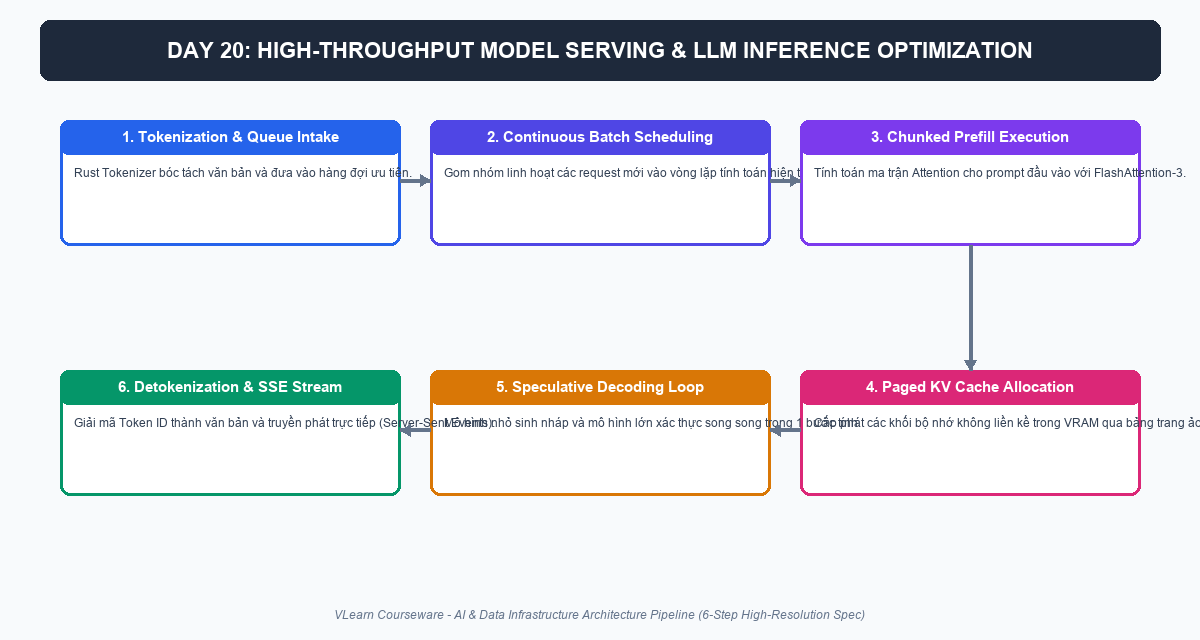 DAY 20: HIGH-THROUGHPUT MODEL SERVING & LLM INFERENCE OPTIMIZATION
1. Tokenization & Queue Intake
Rust Tokenizer bóc tách văn bản và đưa vào hàng đợi ưu tiên.
2. Continuous Batch Scheduling
Gom nhóm linh hoạt các request mới vào vòng lặp tính toán hiện
3. Chunked Prefill Execution
Tính toán ma trận Attention cho prompt đầu vào với FlashAttention-3.
6. Detokenization & SSE Stream
Giải mã Token ID thành văn bản và truyền phát trực tiếp (Server-Sent Events).
5. Speculative Decoding Loop
Mô hình nhỏ sinh nháp và mô hình lớn xác thực song song trong 1 bước
4. Paged KV Cache Allocation
Cấp phát các khối bộ nhớ không liền kề trong VRAM qua bảng trang ảo
VLearn Courseware - AI & Data Infrastructure Architecture Pipeline (6-Step High-Resolution Spec)